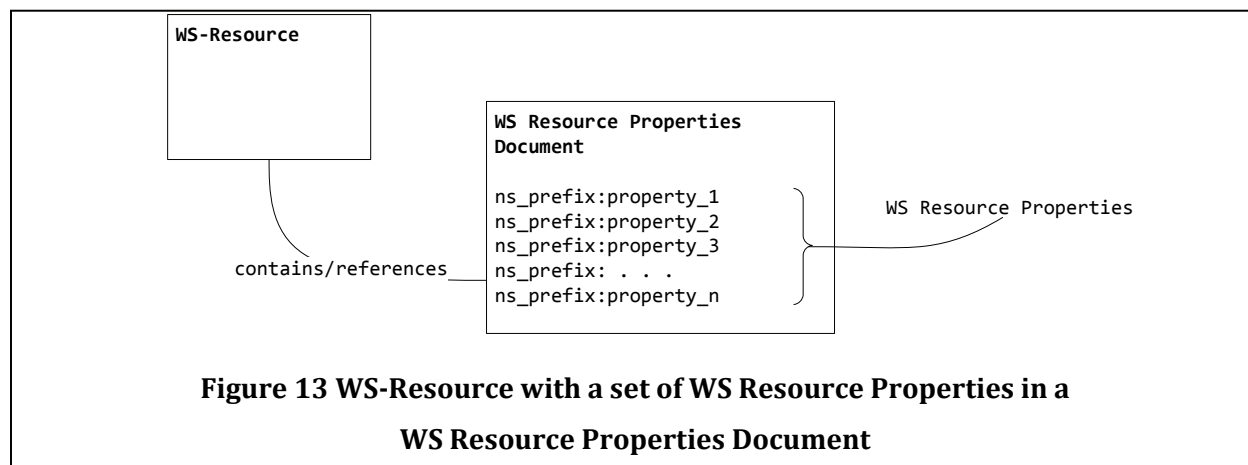 WS-Resource
WS Resource Properties
Document
ns_prefix:property_1
ns_prefix:property_2
ns_prefix:property_3
ns_prefix: . . .
ns_prefix:property_n
WS Resource Properties
contains/references
Figure 13 WS-Resource with a set of WS Resource Properties in a
WS Resource Properties Document